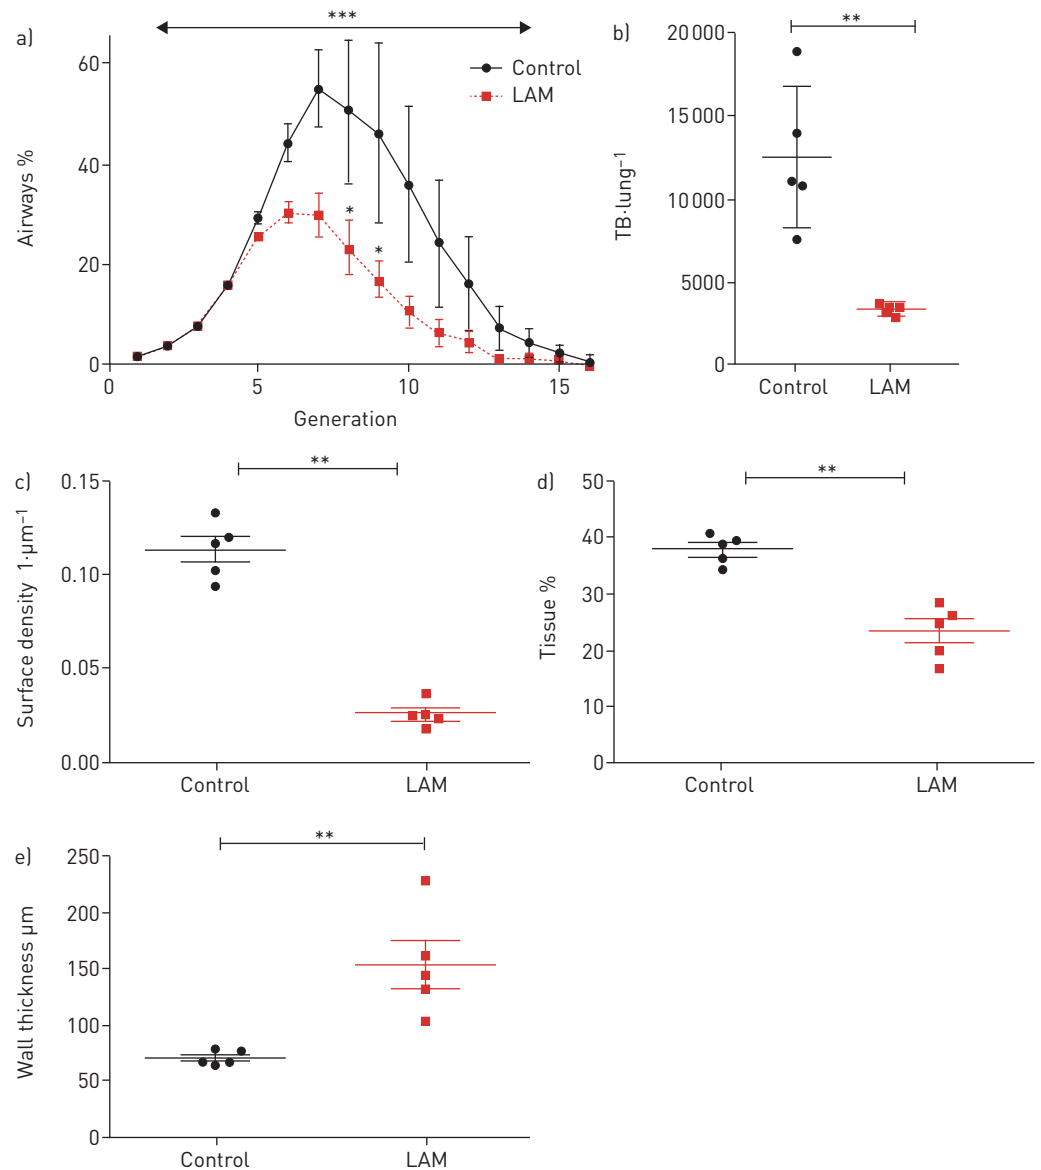 a)
***
60
40
20
0
Airways %
Control
LAM
*
*
0
5
10
15
Generation
b)
**
20 000
15 000
10 000
5000
0
TB·lung⁻¹
Control
LAM
c)
**
0.15
0.10
0.05
0.00
Surface density 1·µm⁻¹
Control
LAM
d)
**
50
40
30
20
10
0
Tissue %
Control
LAM
e)
**
250
200
150
100
50
0
Wall thickness µm
Control
LAM